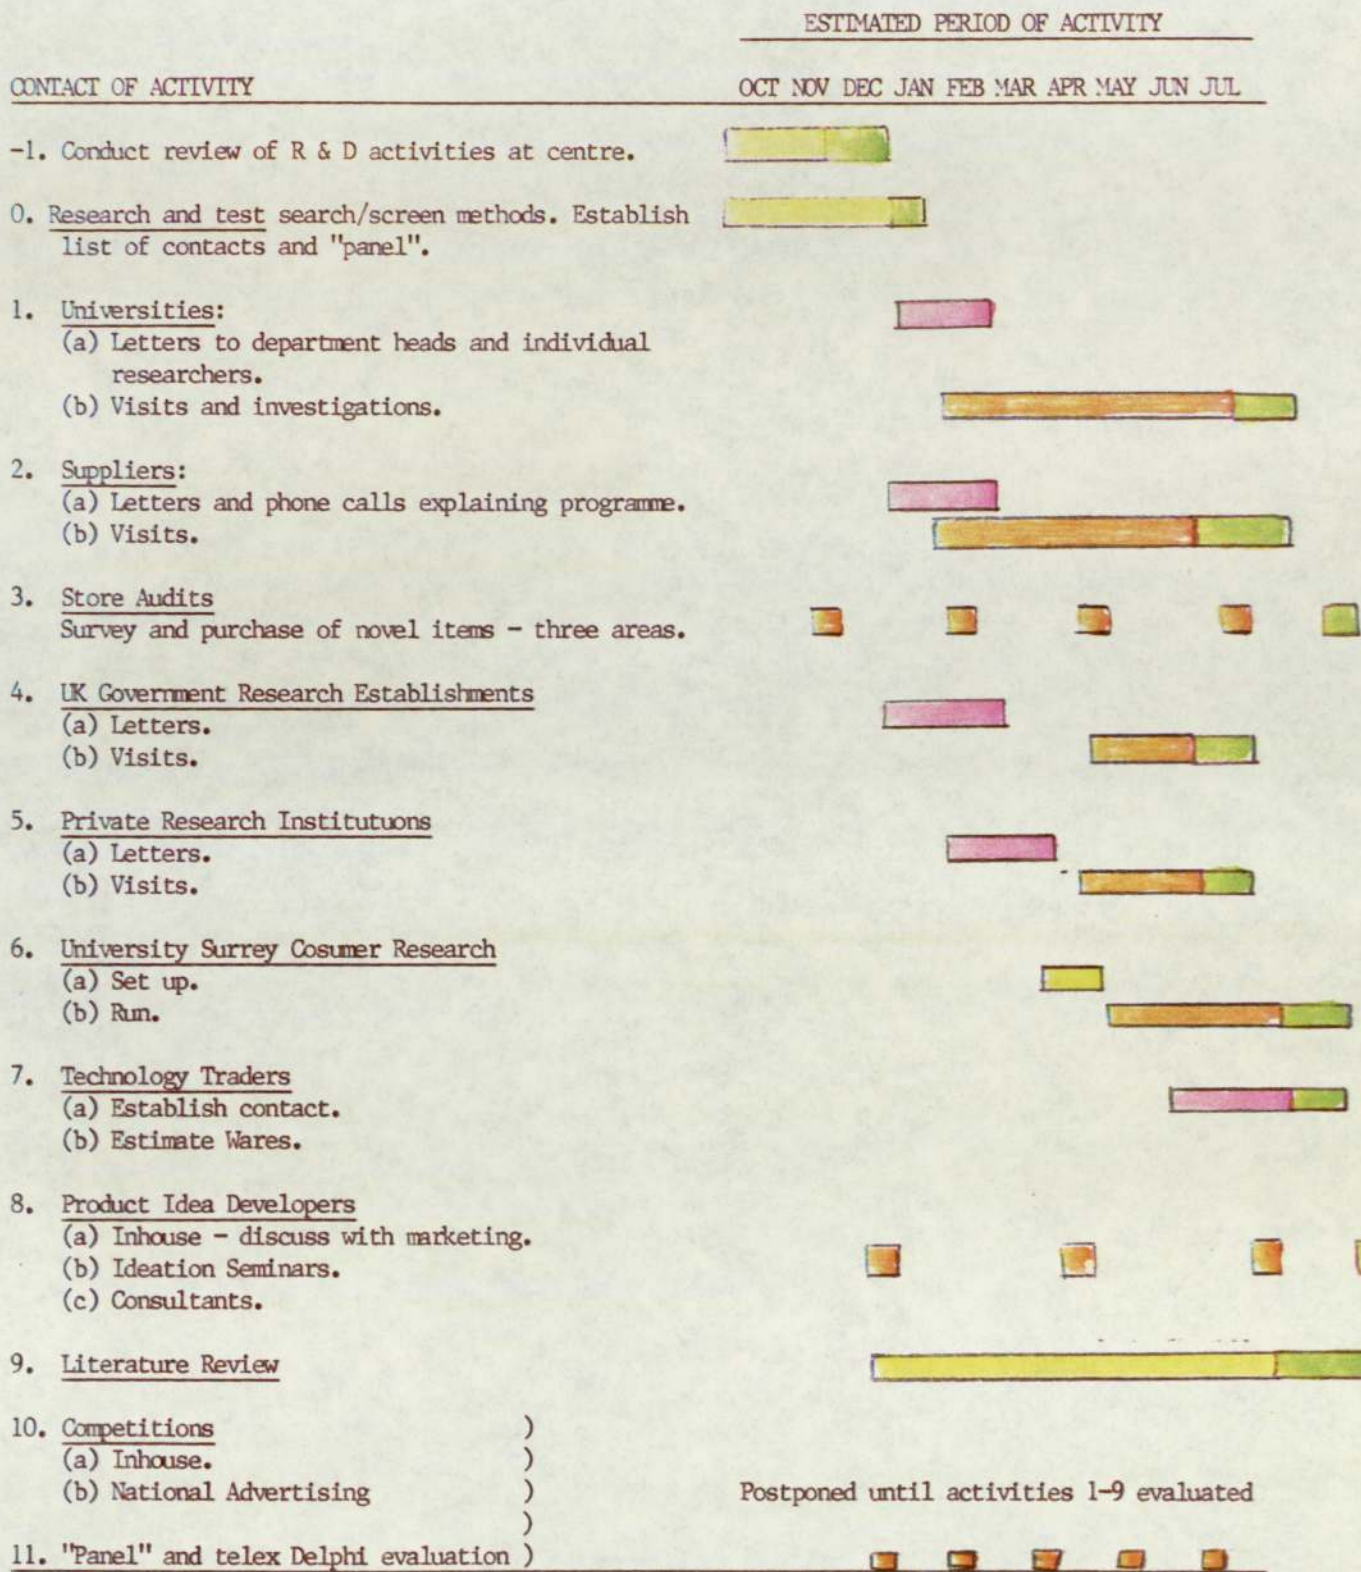 ESTIMATED PERIOD OF ACTIVITY
CONTACT OF ACTIVITY OCT NOV DEC JAN FEB MAR APR MAY JUN JUL
-1. Conduct review of R & D activities at centre.
0. Research and test search/screen methods. Establish
list of contacts and "panel".
1. Universities:
(a) Letters to department heads and individual
researchers.
(b) Visits and investigations.
2. Suppliers:
(a) Letters and phone calls explaining programme.
(b) Visits.
3. Store Audits
Survey and purchase of novel items - three areas.
4. UK Government Research Establishments
(a) Letters.
(b) Visits.
5. Private Research Institutuons
(a) Letters.
(b) Visits.
6. University Surrey Cosumer Research
(a) Set up.
(b) Run.
7. Technology Traders
(a) Establish contact.
(b) Estimate Wares.
8. Product Idea Developers
(a) Inhouse - discuss with marketing.
(b) Ideation Seminars.
(c) Consultants.
9. Literature Review
10. Competitions )
(a) Inhouse. )
(b) National Advertising ) Postponed until activities 1-9 evaluated
)
11. "Panel" and telex Delphi evaluation )